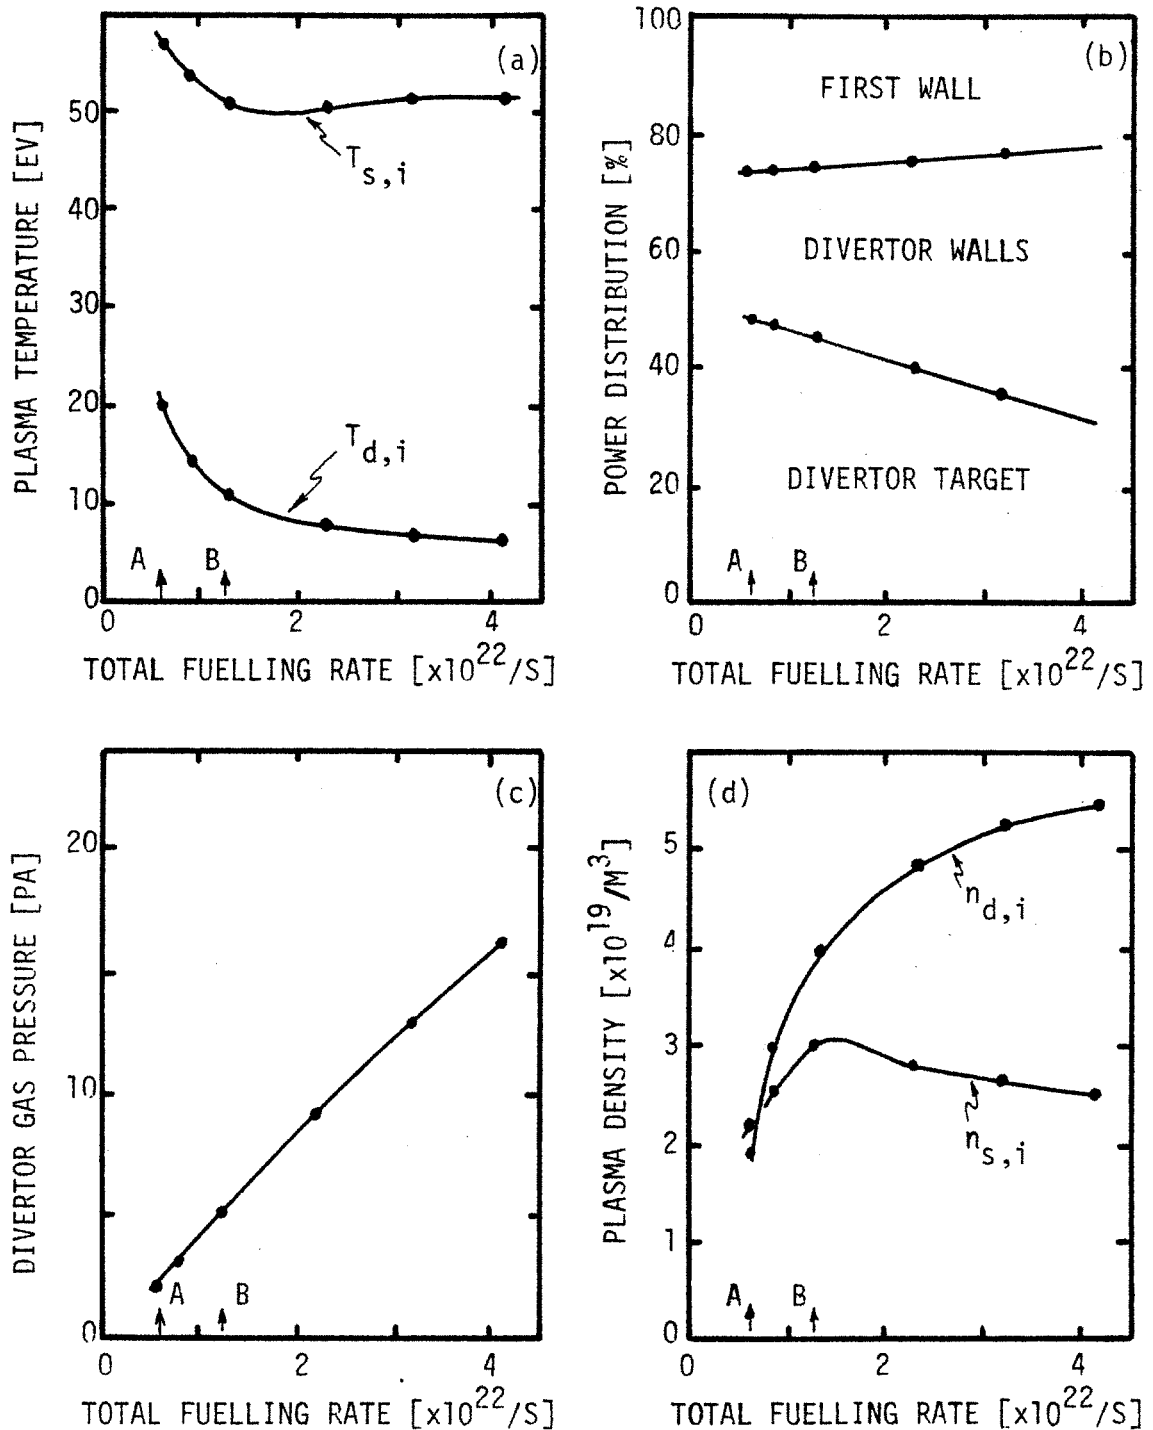 (a)
PLASMA TEMPERATURE [EV]
50
40
30
20
10
0
T_s,i
T_d,i
A B
0 2 4
TOTAL FUELLING RATE [x10^22/S]
(b)
POWER DISTRIBUTION [%]
100
80
60
40
20
0
FIRST WALL
DIVERTOR WALLS
DIVERTOR TARGET
A B
0 2 4
TOTAL FUELLING RATE [x10^22/S]
(c)
DIVERTOR GAS PRESSURE [PA]
20
10
0
A B
0 2 4
TOTAL FUELLING RATE [x10^22/S]
(d)
PLASMA DENSITY [x10^19/M^3]
5
4
3
2
1
0
n_d,i
n_s,i
A B
0 2 4
TOTAL FUELLING RATE [x10^22/S]